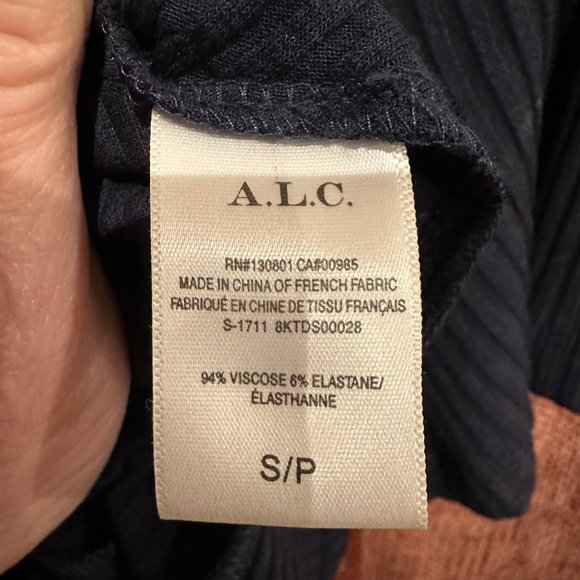 A.L.C.
RN#130801 CA#00985
MADE IN CHINA OF FRENCH FABRIC
FABRIQUÉ EN CHINE DE TISSU FRANÇAIS
S-1711 8KTDS00028
94% VISCOSE 6% ELASTANE/
ÉLASTHANNE
S/P